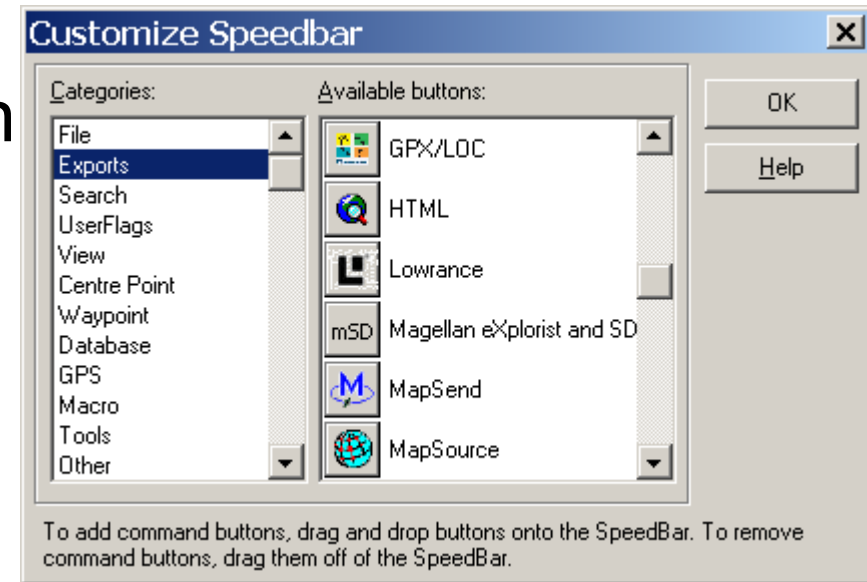 Customize Speedbar
n
Categories:
Available buttons:
File
Exports
Search
UserFlags
View
Centre Point
Waypoint
Database
GPS
Macro
Tools
Other
GPX/LOC
HTML
Lowrance
mSD Magellan eXplorist and SD
MapSend
MapSource
OK
Help
To add command buttons, drag and drop buttons onto the SpeedBar. To remove
command buttons, drag them off of the SpeedBar.